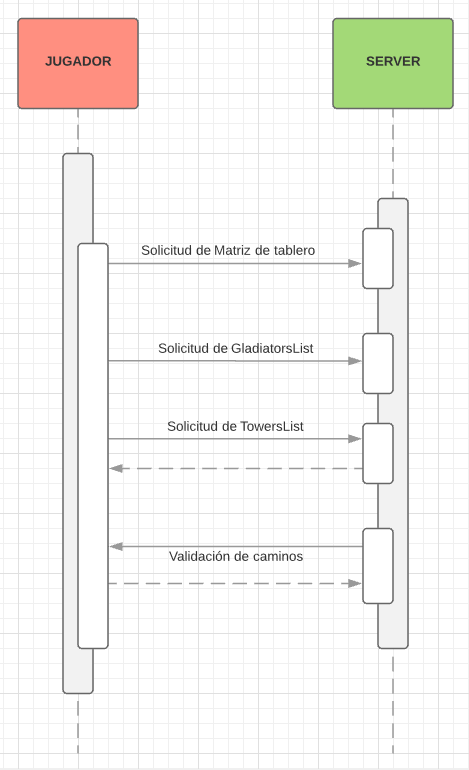 JUGADOR
SERVER
Solicitud de Matriz de tablero
Solicitud de GladiatorsList
Solicitud de TowersList
Validación de caminos